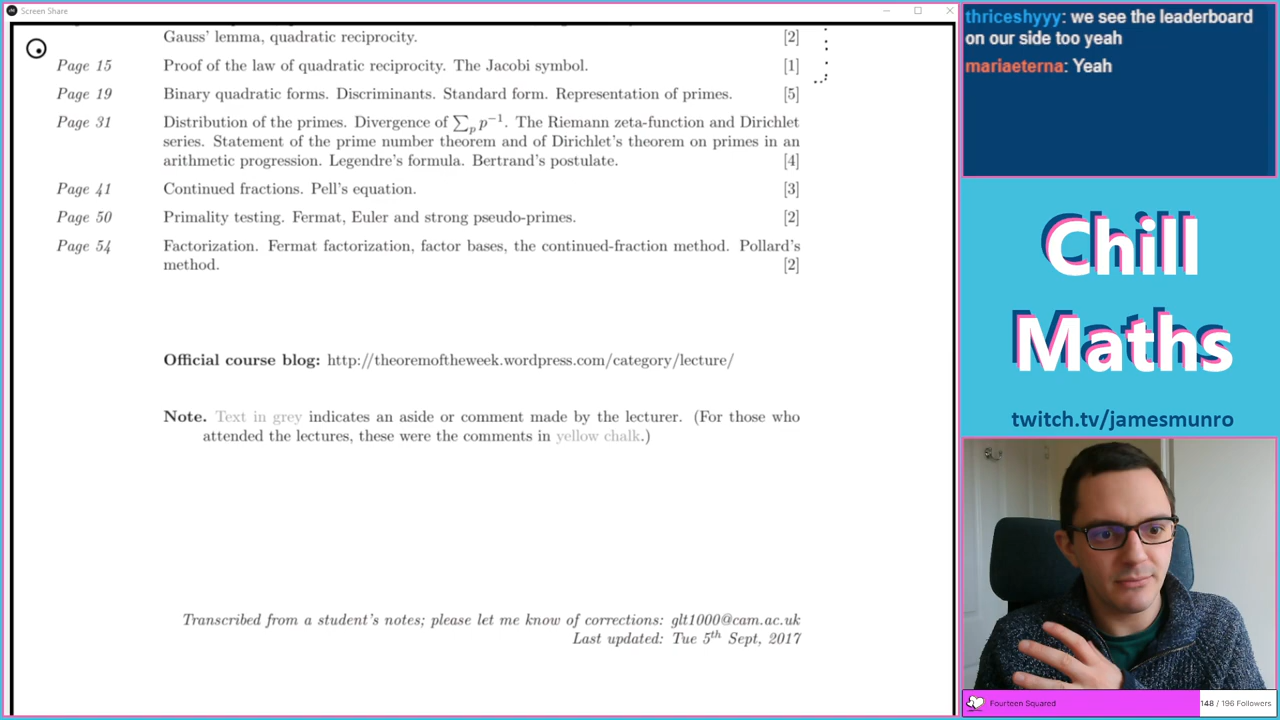 Screen Share
Gauss' lemma, quadratic reciprocity. [2]
Page 15 Proof of the law of quadratic reciprocity. The Jacobi symbol. [1]
Page 19 Binary quadratic forms. Discriminants. Standard form. Representation of primes. [5]
Page 31 Distribution of the primes. Divergence of ∑ₚ p⁻¹. The Riemann zeta-function and Dirichlet
series. Statement of the prime number theorem and of Dirichlet's theorem on primes in an
arithmetic progression. Legendre's formula. Bertrand's postulate. [4]
Page 41 Continued fractions. Pell's equation. [3]
Page 50 Primality testing. Fermat, Euler and strong pseudo-primes. [2]
Page 54 Factorization. Fermat factorization, factor bases, the continued-fraction method. Pollard's
method. [2]
Official course blog: http://theoremoftheweek.wordpress.com/category/lecture/
Note. Text in grey indicates an aside or comment made by the lecturer. (For those who
attended the lectures, these were the comments in yellow chalk.)
Transcribed from a student's notes; please let me know of corrections: glt1000@cam.ac.uk
Last updated: Tue 5th Sept, 2017
thriceshyyy: we see the leaderboard
on our side too yeah
mariaeterna: Yeah
Chill
Maths
twitch.tv/jamesmunro
Fourteen Squared 148 / 196 Followers